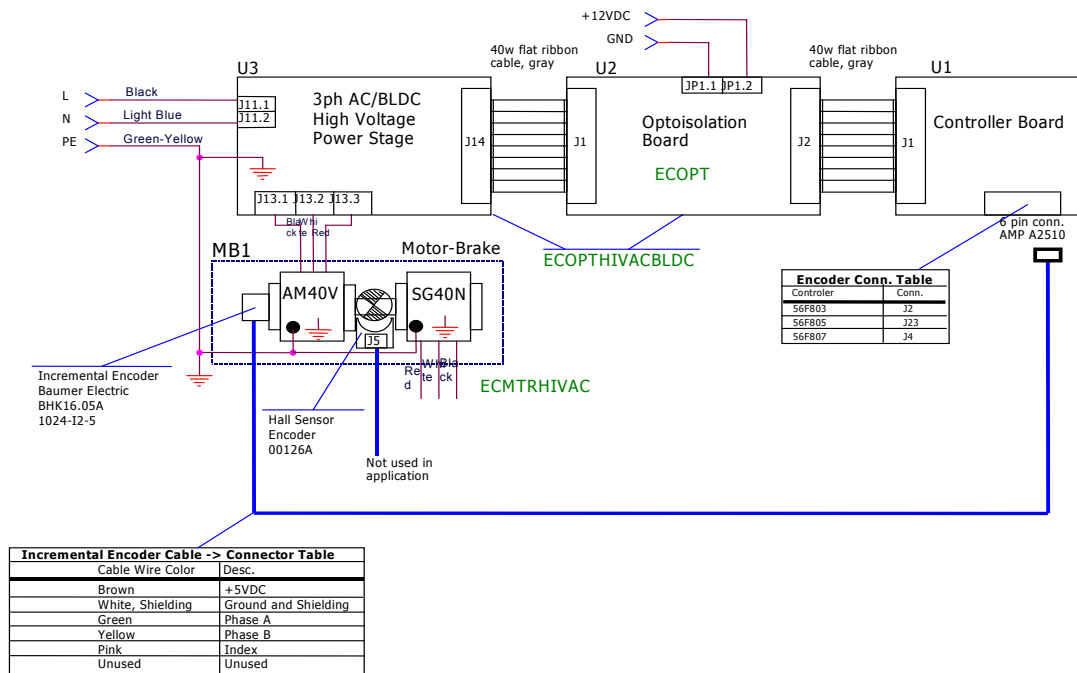 +12VDC
GND
40w flat ribbon
cable, gray
40w flat ribbon
cable, gray
U3
U2
U1
L
Black
N
Light Blue
PE
Green-Yellow
J11.1
J11.2
3ph AC/BLDC
High Voltage
Power Stage
J14
J1
JP1.1
JP1.2
Optoisolation
Board
ECOPT
J2
J1
Controller Board
J13.1
J13.2
J13.3
Black
White
Red
6 pin conn.
AMP A2510
ECOPTHIVACBLDC
MB1
Motor-Brake
AM40V
SG40N
J5
Red
White
Black
ECMTRHIVAC
Encoder Conn. Table
Controler Conn.
56F803 J2
56F805 J23
56F807 J4
Incremental Encoder
Baumer Electric
BHK16.05A
1024-I2-5
Hall Sensor
Encoder
00126A
Not used in
application
Incremental Encoder Cable -> Connector Table
Cable Wire Color Desc.
Brown +5VDC
White, Shielding Ground and Shielding
Green Phase A
Yellow Phase B
Pink Index
Unused Unused